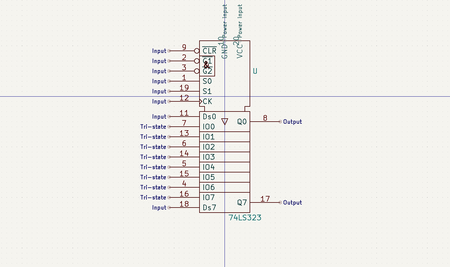 Power input
Power input
10
20
GND
VCC
Input 9 CLR
Input 2 G1
&
Input 3 G2
U
Input 1 S0
Input 19 S1
Input 12 CK
Input 11 Ds0
Q0 8 Output
Tri-state 7 IO0
Tri-state 13 IO1
Tri-state 6 IO2
Tri-state 14 IO3
Tri-state 5 IO4
Tri-state 15 IO5
Tri-state 4 IO6
Tri-state 16 IO7
Q7 17 Output
Input 18 Ds7
74LS323